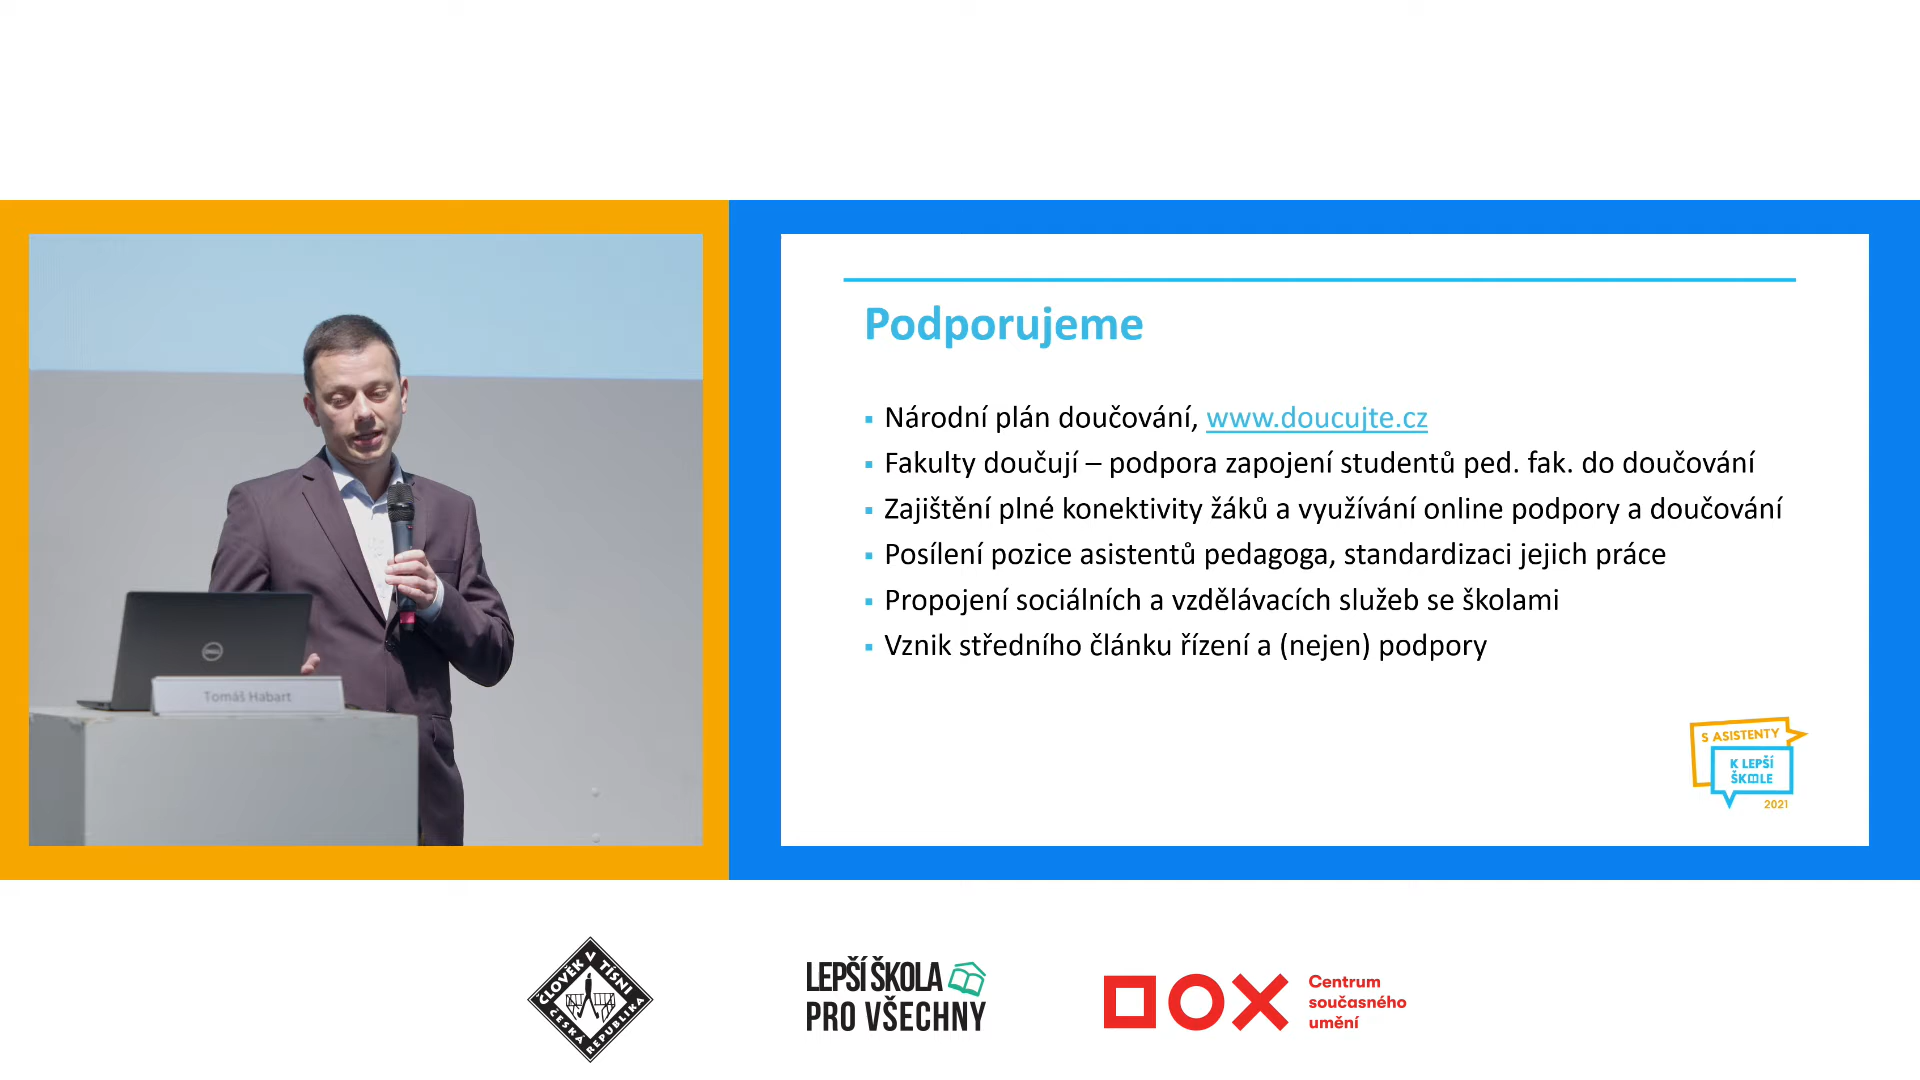 Tomáš Habart
Podporujeme
▪ Národní plán doučování, www.doucujte.cz
▪ Fakulty doučují – podpora zapojení studentů ped. fak. do doučování
▪ Zajištění plné konektivity žáků a využívání online podpory a doučování
▪ Posílení pozice asistentů pedagoga, standardizaci jejich práce
▪ Propojení sociálních a vzdělávacích služeb se školami
▪ Vznik středního článku řízení a (nejen) podpory
S ASISTENTY
K LEPŠÍ
ŠKOLE
2021
ČLOVĚK V TÍSNI
ČESKÁ REPUBLIKA
LEPŠÍ ŠKOLA
PRO VŠECHNY
DOX
Centrum
současného
umění